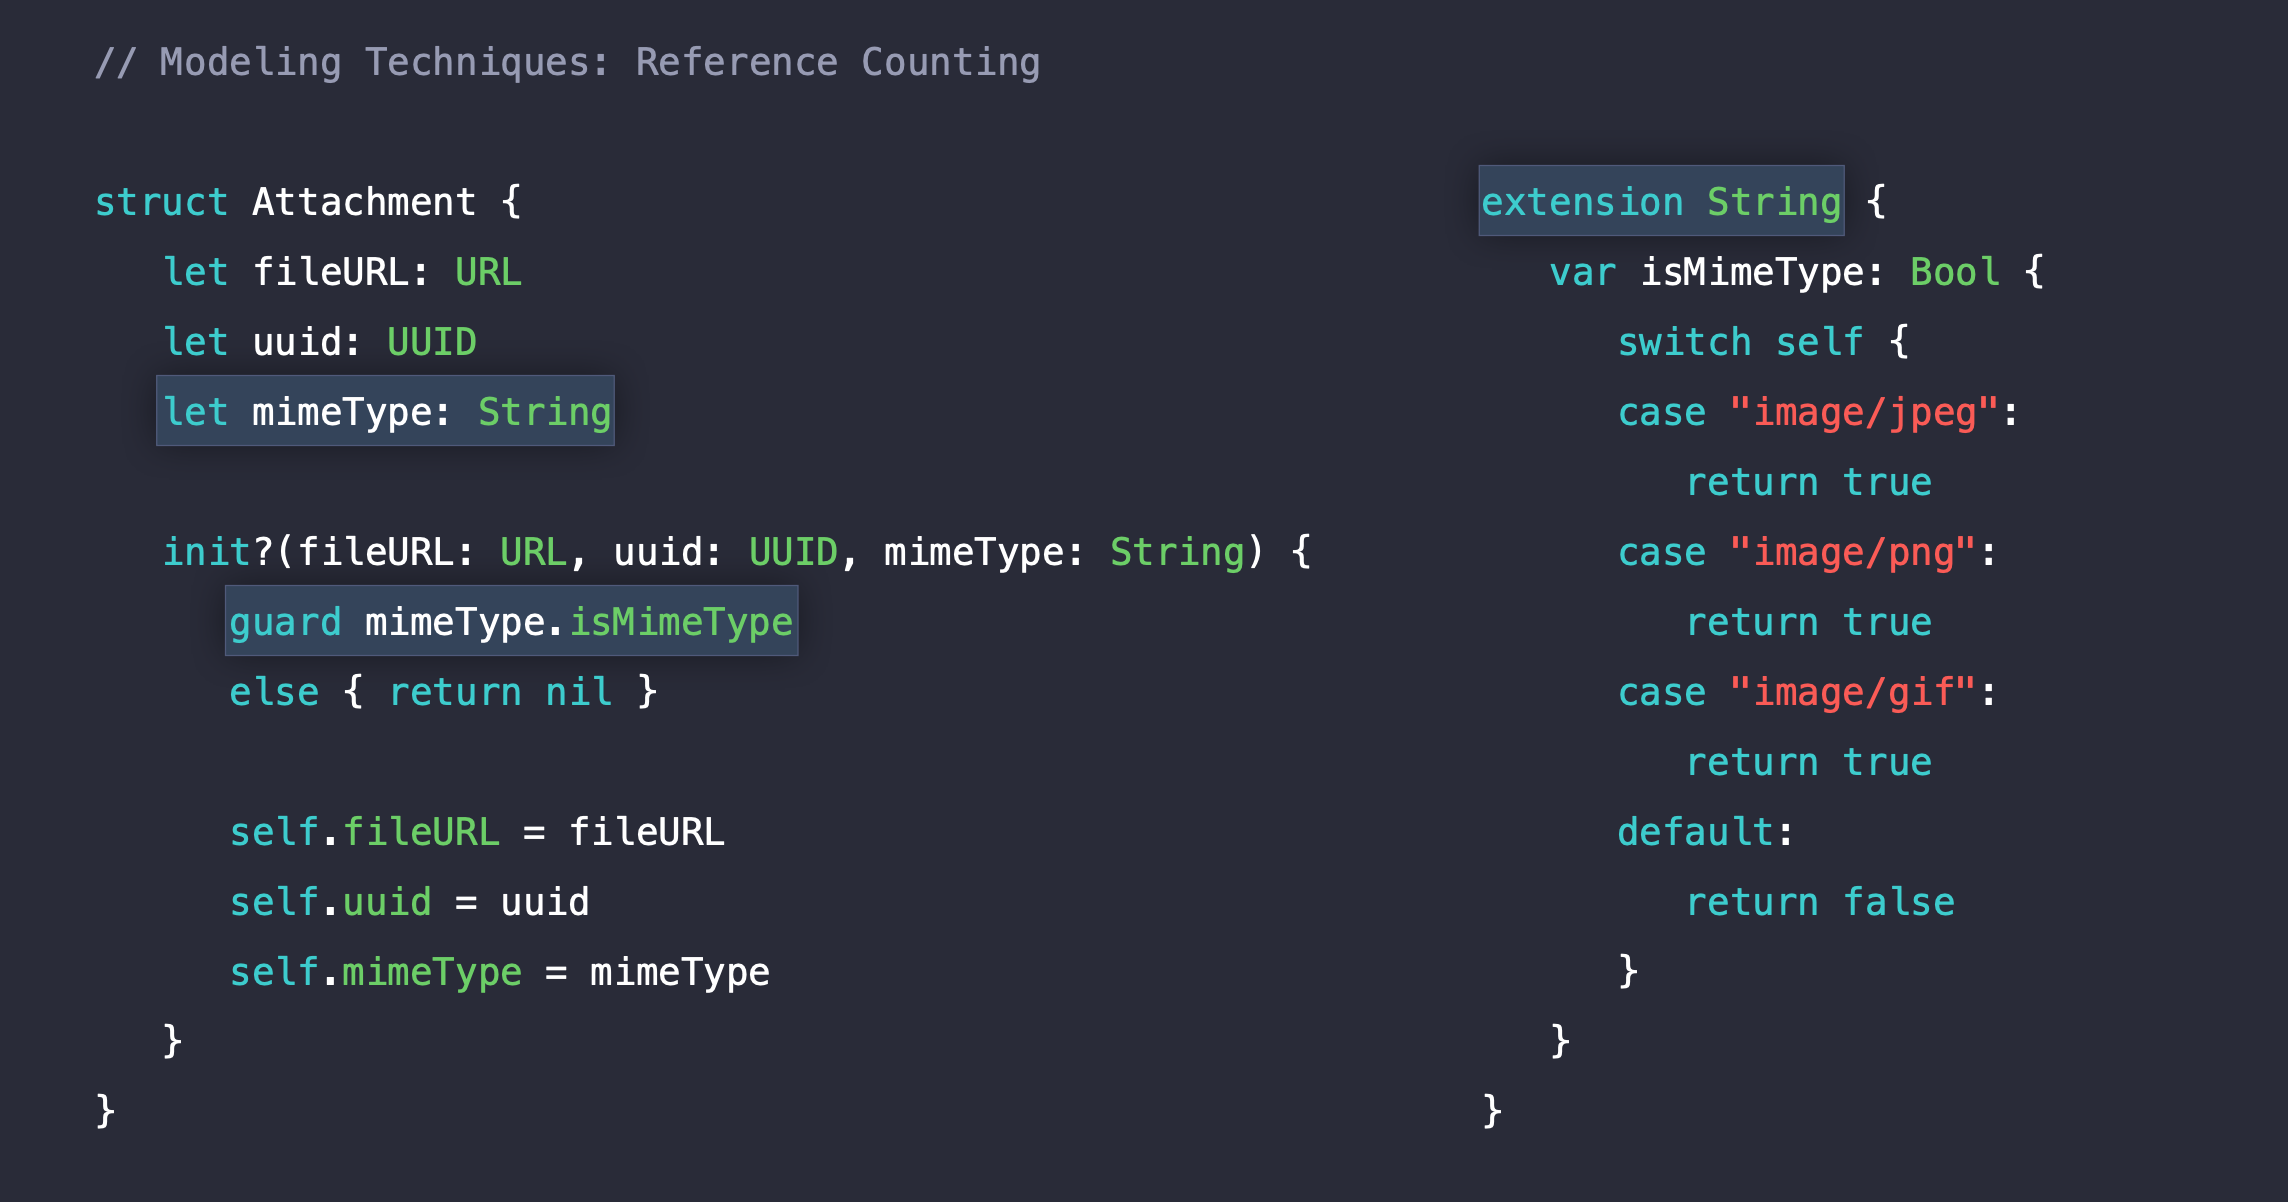 // Modeling Techniques: Reference Counting
struct Attachment {
let fileURL: URL
let uuid: UUID
let mimeType: String
init?(fileURL: URL, uuid: UUID, mimeType: String) {
guard mimeType.isMimeType
else { return nil }
self.fileURL = fileURL
self.uuid = uuid
self.mimeType = mimeType
}
}
extension String {
var isMimeType: Bool {
switch self {
case "image/jpeg":
return true
case "image/png":
return true
case "image/gif":
return true
default:
return false
}
}
}